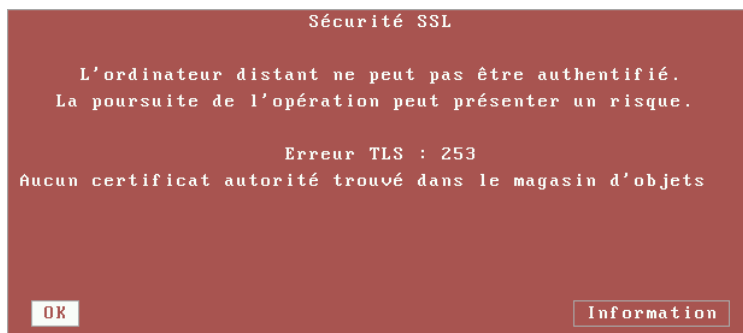 Sécurité SSL
L'ordinateur distant ne peut pas être authentifié.
La poursuite de l'opération peut présenter un risque.
Erreur TLS : 253
Aucun certificat autorité trouvé dans le magasin d'objets
OK Information